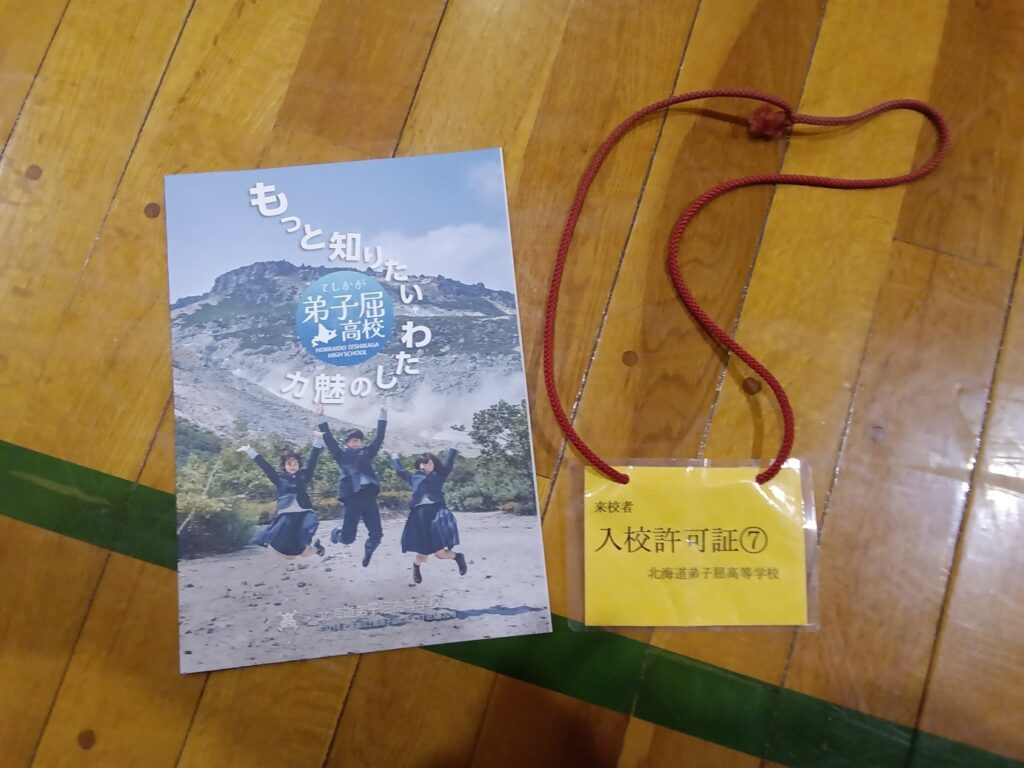 もっと知りたい
わたしの魅力
てしかが
弟子屈
高校
HOKKAIDO TESHIKAGA
HIGH SCHOOL
来校者
入校許可証⑦
北海道弟子屈高等学校